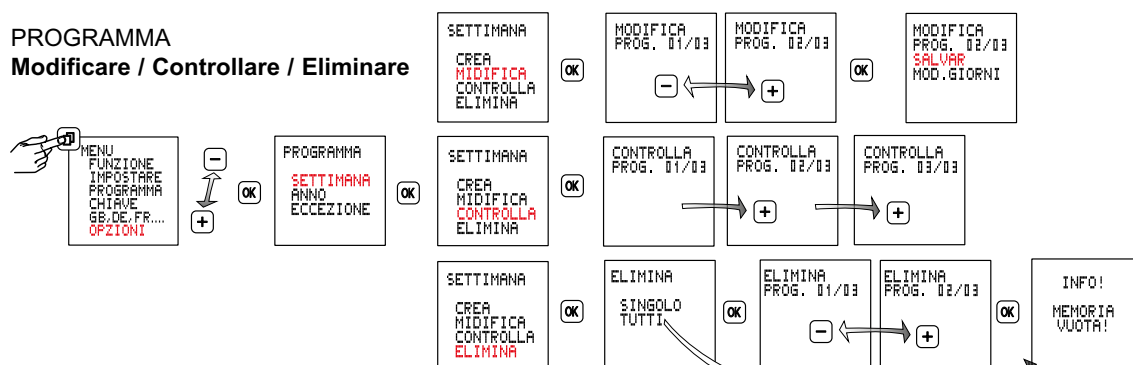 PROGRAMMA
Modificare / Controllare / Eliminare
MENU
FUNZIONE
IMPOSTARE
PROGRAMMA
CHIAVE
GB,DE,FR....
OPZIONI
-
+
OK
PROGRAMMA
SETTIMANA
ANNO
ECCEZIONE
OK
SETTIMANA
CREA
MIDIFICA
CONTROLLA
ELIMINA
OK
MODIFICA
PROG. 01/03
-
MODIFICA
PROG. 02/03
+
OK
MODIFICA
PROG. 02/03
SALVAR
MOD.GIORNI
SETTIMANA
CREA
MIDIFICA
CONTROLLA
ELIMINA
OK
CONTROLLA
PROG. 01/03
CONTROLLA
PROG. 02/03
+
CONTROLLA
PROG. 03/03
+
SETTIMANA
CREA
MIDIFICA
CONTROLLA
ELIMINA
OK
ELIMINA
SINGOLO
TUTTI
OK
ELIMINA
PROG. 01/03
-
ELIMINA
PROG. 02/03
+
OK
INFO!
MEMORIA
VUOTA!